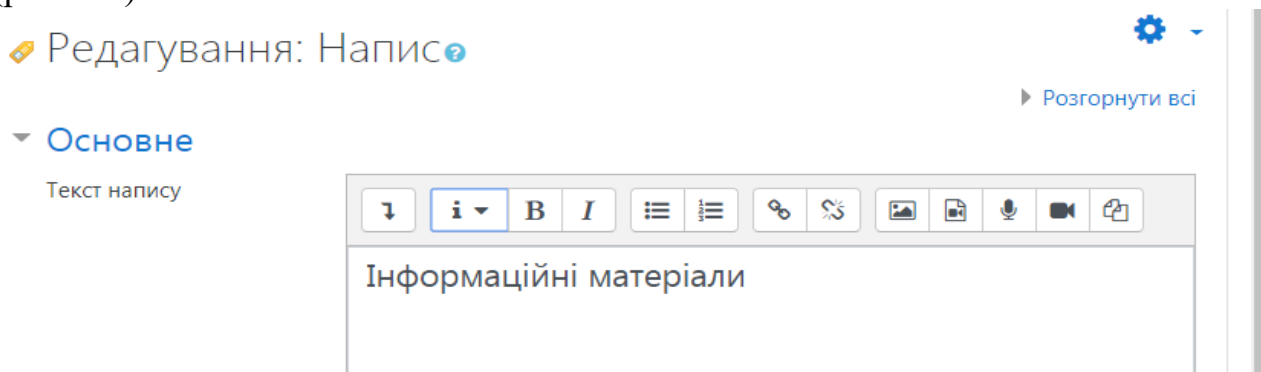 Редагування: Напис
Розгорнути всі
Основне
Текст напису
i B I
Інформаційні матеріали